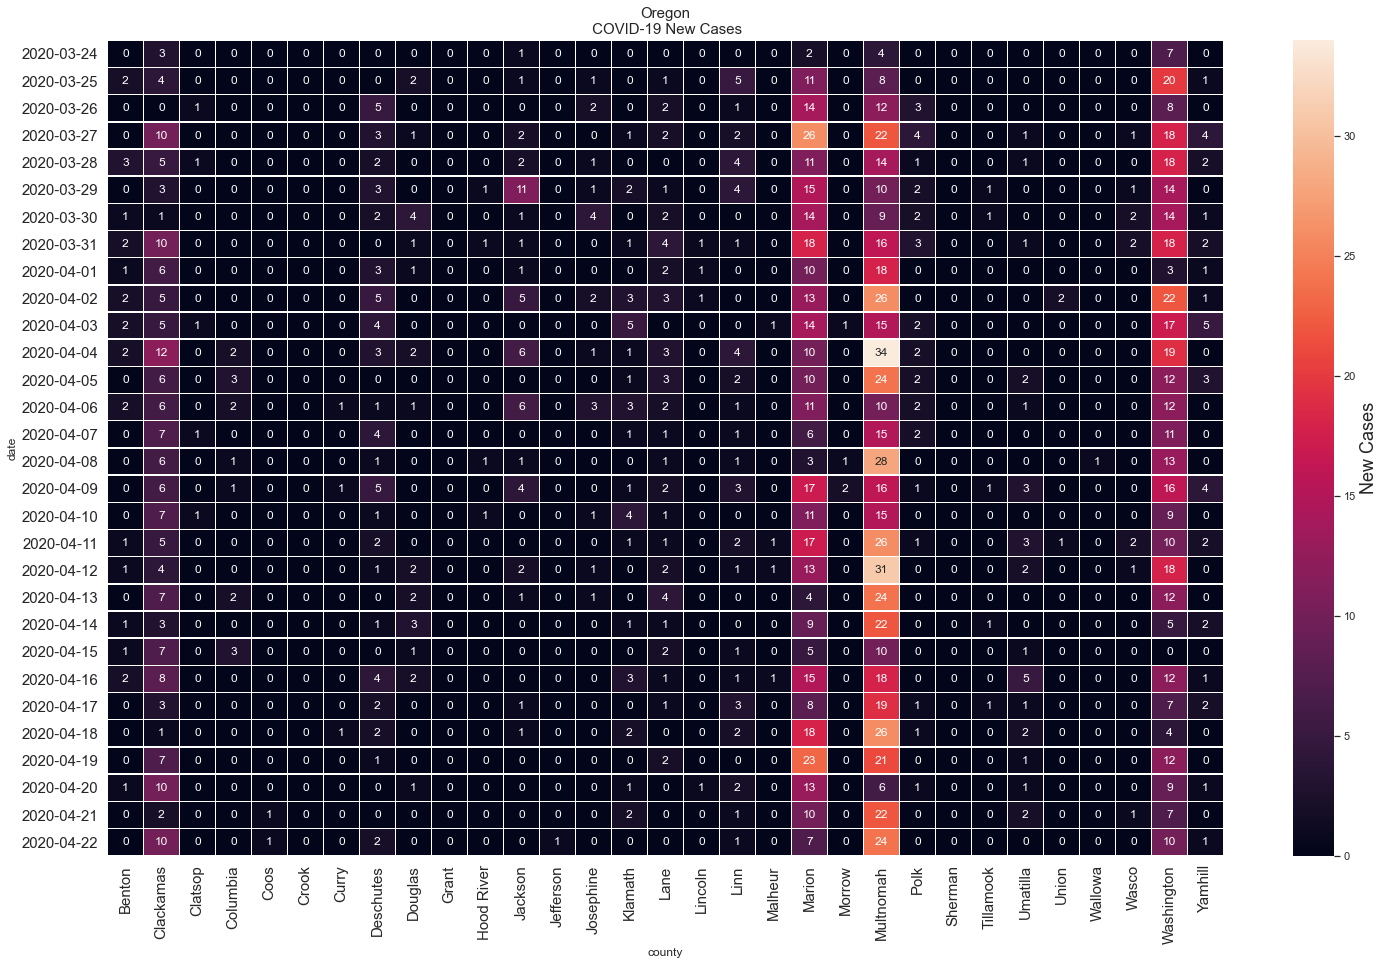 Oregon
COVID-19 New Cases
2020-03-24 0 3 0 0 0 0 0 0 0 0 0 1 0 0 0 0 0 0 0 2 0 4 0 0 0 0 0 0 0 7 0
2020-03-25 2 4 0 0 0 0 0 0 2 0 0 1 0 1 0 1 0 5 0 11 0 8 0 0 0 0 0 0 0 20 1
2020-03-26 0 0 1 0 0 0 0 5 0 0 0 0 0 2 0 2 0 1 0 14 0 12 3 0 0 0 0 0 0 8 0
2020-03-27 0 10 0 0 0 0 0 3 1 0 0 2 0 0 1 2 0 2 0 26 0 22 4 0 0 1 0 0 1 18 4
2020-03-28 3 5 1 0 0 0 0 2 0 0 0 2 0 1 0 0 0 4 0 11 0 14 1 0 0 1 0 0 0 18 2
2020-03-29 0 3 0 0 0 0 0 3 0 0 1 11 0 1 2 1 0 4 0 15 0 10 2 0 1 0 0 0 1 14 0
2020-03-30 1 1 0 0 0 0 0 2 4 0 0 1 0 4 0 2 0 0 0 14 0 9 2 0 1 0 0 0 2 14 1
2020-03-31 2 10 0 0 0 0 0 0 1 0 1 1 0 0 1 4 1 1 0 18 0 16 3 0 0 1 0 0 2 18 2
2020-04-01 1 6 0 0 0 0 0 3 1 0 0 1 0 0 0 2 1 0 0 10 0 18 0 0 0 0 0 0 0 3 1
2020-04-02 2 5 0 0 0 0 0 5 0 0 0 5 0 2 3 3 1 0 0 13 0 26 0 0 0 0 2 0 0 22 1
2020-04-03 2 5 1 0 0 0 0 4 0 0 0 0 0 0 5 0 0 0 1 14 1 15 2 0 0 0 0 0 0 17 5
2020-04-04 2 12 0 2 0 0 0 3 2 0 0 6 0 1 1 3 0 4 0 10 0 34 2 0 0 0 0 0 0 19 0
2020-04-05 0 6 0 3 0 0 0 0 0 0 0 0 0 0 1 3 0 2 0 10 0 24 2 0 0 2 0 0 0 12 3
2020-04-06 2 6 0 2 0 0 1 1 1 0 0 6 0 3 3 2 0 1 0 11 0 10 2 0 0 1 0 0 0 12 0
2020-04-07 0 7 1 0 0 0 0 4 0 0 0 0 0 0 1 1 0 1 0 6 0 15 2 0 0 0 0 0 0 11 0
2020-04-08 0 6 0 1 0 0 0 1 0 0 1 1 0 0 0 1 0 1 0 3 1 28 0 0 0 0 0 1 0 13 0
2020-04-09 0 6 0 1 0 0 1 5 0 0 0 4 0 0 1 2 0 3 0 17 2 16 1 0 1 3 0 0 0 16 4
2020-04-10 0 7 1 0 0 0 0 1 0 0 1 0 0 1 4 1 0 0 0 11 0 15 0 0 0 0 0 0 0 9 0
2020-04-11 1 5 0 0 0 0 0 2 0 0 0 0 0 0 1 1 0 2 1 17 0 26 1 0 0 3 1 0 2 10 2
2020-04-12 1 4 0 0 0 0 0 1 2 0 0 2 0 1 0 2 0 1 1 13 0 31 0 0 0 2 0 0 1 18 0
2020-04-13 0 7 0 2 0 0 0 0 2 0 0 1 0 1 0 4 0 0 0 4 0 24 0 0 0 0 0 0 0 12 0
2020-04-14 1 3 0 0 0 0 0 1 3 0 0 0 0 0 1 1 0 0 0 9 0 22 0 0 1 0 0 0 0 5 2
2020-04-15 1 7 0 3 0 0 0 0 1 0 0 0 0 0 0 2 0 1 0 5 0 10 0 0 0 1 0 0 0 0 0
2020-04-16 2 8 0 0 0 0 0 4 2 0 0 0 0 0 3 1 0 1 1 15 0 18 0 0 0 5 0 0 0 12 1
2020-04-17 0 3 0 0 0 0 0 2 0 0 0 1 0 0 0 1 0 3 0 8 0 19 1 0 1 1 0 0 0 7 2
2020-04-18 0 1 0 0 0 0 1 2 0 0 0 1 0 0 2 0 0 2 0 18 0 26 1 0 0 2 0 0 0 4 0
2020-04-19 0 7 0 0 0 0 0 1 0 0 0 0 0 0 0 2 0 0 0 23 0 21 0 0 0 1 0 0 0 12 0
2020-04-20 1 10 0 0 0 0 0 0 1 0 0 0 0 0 1 0 1 2 0 13 0 6 1 0 0 1 0 0 0 9 1
2020-04-21 0 2 0 0 1 0 0 0 0 0 0 0 0 0 2 0 0 1 0 10 0 22 0 0 0 2 0 0 1 7 0
2020-04-22 0 10 0 0 1 0 0 2 0 0 0 0 1 0 0 0 0 1 0 7 0 24 0 0 0 0 0 0 0 10 1
date
Benton Clackamas Clatsop Columbia Coos Crook Curry Deschutes Douglas Grant Hood River Jackson Jefferson Josephine Klamath Lane Lincoln Linn Malheur Marion Morrow Multnomah Polk Sherman Tillamook Umatilla Union Wallowa Wasco Washington Yamhill
county
30
25
20
15
10
5
0
New Cases